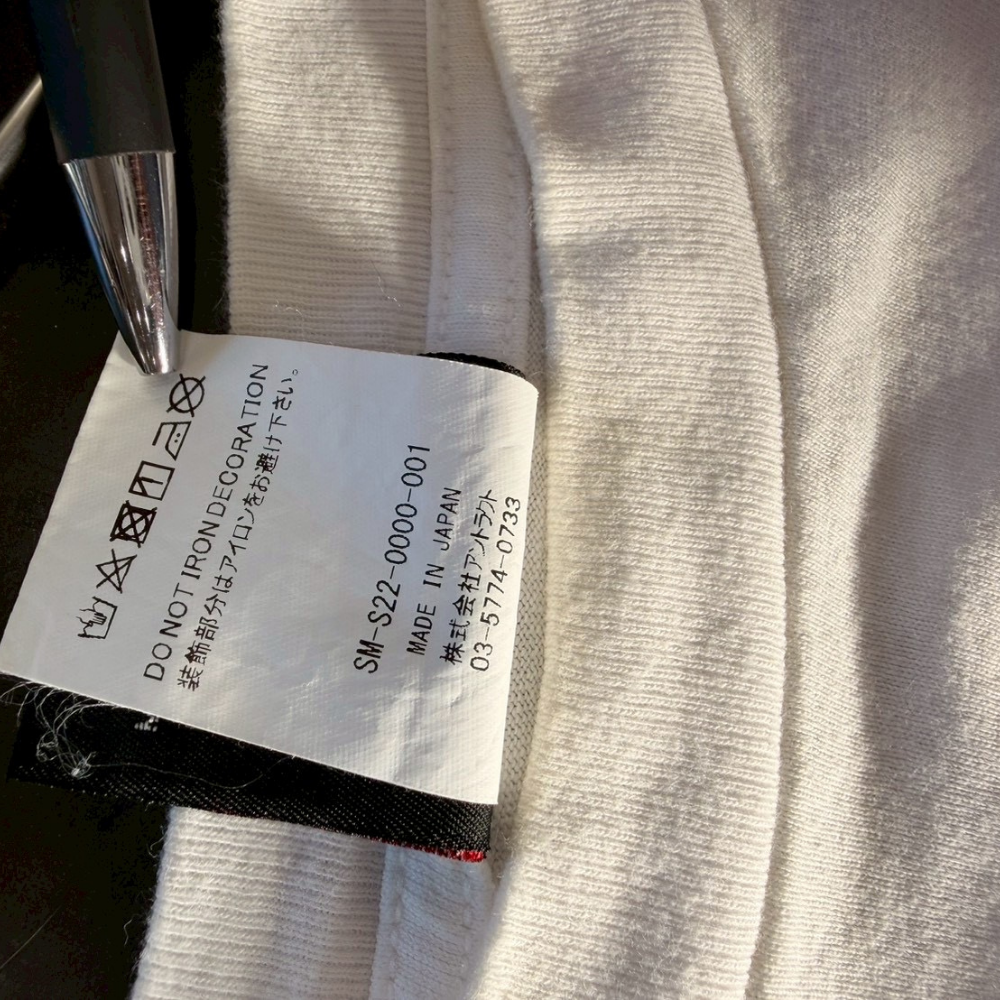 DO NOT IRON DECORATION
装飾部分はアイロンをお避け下さい。
SM-S22-0000-001
MADE IN JAPAN
株式会社アントラクト
03-5774-0733